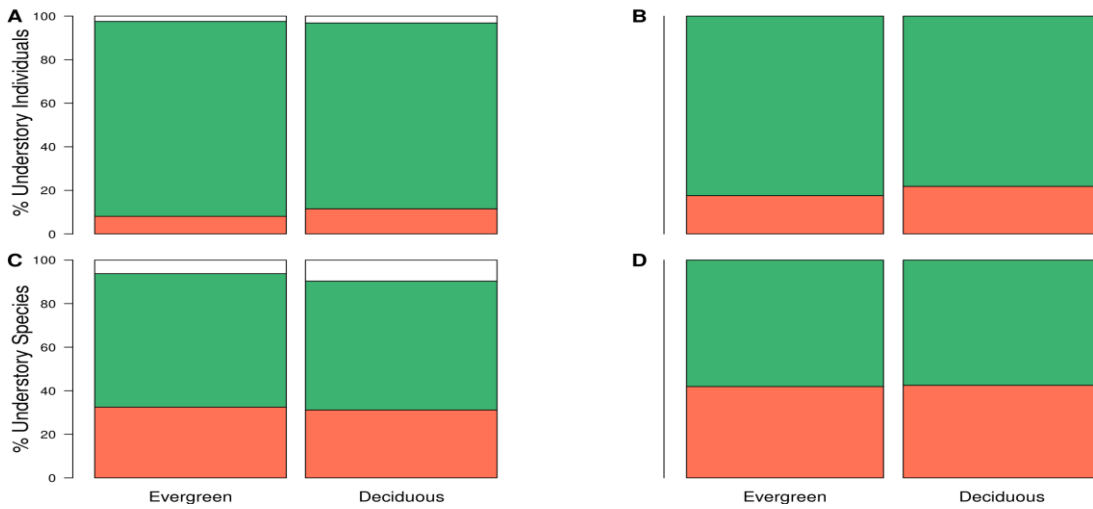 A
B
% Understory Individuals
100
80
60
40
20
0
C
D
% Understory Species
100
80
60
40
20
0
Evergreen
Deciduous
Evergreen
Deciduous